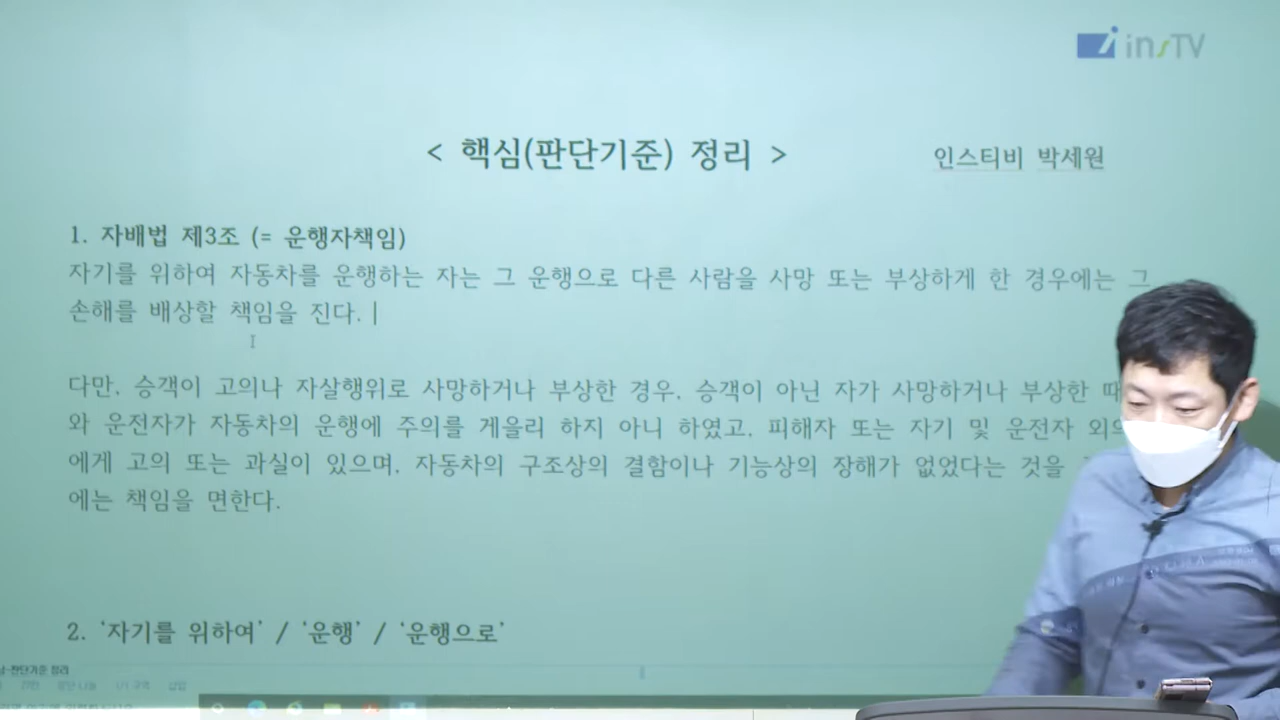 insTV
< 핵심(판단기준) 정리 >
인스티비 박세원
1. 자배법 제3조 (= 운행자책임)
자기를 위하여 자동차를 운행하는 자는 그 운행으로 다른 사람을 사망 또는 부상하게 한 경우에는 그
손해를 배상할 책임을 진다.
다만, 승객이 고의나 자살행위로 사망하거나 부상한 경우, 승객이 아닌 자가 사망하거나 부상한
와 운전자가 자동차의 운행에 주의를 게을리 하지 아니 하였고, 피해자 또는 자기 및 운전자
에게 고의 또는 과실이 있으며, 자동차의 구조상의 결함이나 기능상의 장해가 없었다는 것을
에는 책임을 면한다.
2. '자기를 위하여' / '운행' / '운행으로'
판단기준 정리